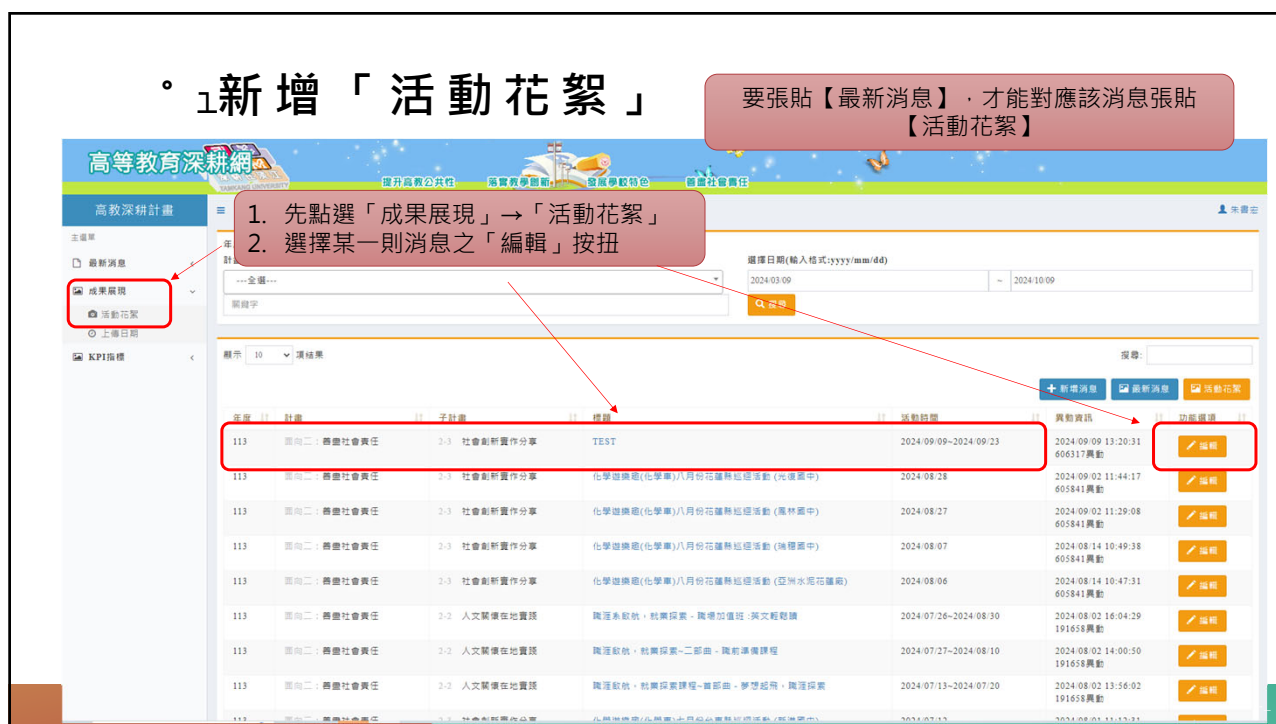 ° 1新增「活動花絮」
要張貼【最新消息】，才能對應該消息張貼
【活動花絮】
高等教育深耕網
TAMKANG UNIVERSITY
提升高教公共性 落實教學創新 發展學校特色 善盡社會責任
高教深耕計畫
≡
朱書宏
1. 先點選「成果展現」→「活動花絮」
2. 選擇某一則消息之「編輯」按扭
主選單
最新消息
成果展現
活動花絮
上傳日期
KPI指標
年
計
選擇日期(輸入格式:yyyy/mm/dd)
---全選---
2024/03/09 ~ 2024/10/09
關鍵字
搜尋
顯示 10 項結果
搜尋:
新增消息 最新消息 活動花絮
年度 計畫 子計畫 標題 活動時間 異動資訊 功能選項
113 面向二：善盡社會責任 2-3 社會創新實作分享 TEST 2024/09/09~2024/09/23 2024/09/09 13:20:31 編輯
606317異動
113 面向二：善盡社會責任 2-3 社會創新實作分享 化學遊樂趣(化學車)八月份花蓮縣巡迴活動 (光復國中) 2024/08/28 2024/09/02 11:44:17 編輯
605841異動
113 面向二：善盡社會責任 2-3 社會創新實作分享 化學遊樂趣(化學車)八月份花蓮縣巡迴活動 (鳳林國中) 2024/08/27 2024/09/02 11:29:08 編輯
605841異動
113 面向二：善盡社會責任 2-3 社會創新實作分享 化學遊樂趣(化學車)八月份花蓮縣巡迴活動 (瑞穗國中) 2024/08/07 2024/08/14 10:49:38 編輯
605841異動
113 面向二：善盡社會責任 2-3 社會創新實作分享 化學遊樂趣(化學車)八月份花蓮縣巡迴活動 (亞洲水泥花蓮廠) 2024/08/06 2024/08/14 10:47:31 編輯
605841異動
113 面向二：善盡社會責任 2-2 人文關懷在地實踐 職涯系啟航，就業探索 - 職場加值班 :英文輕鬆聽 2024/07/26~2024/08/30 2024/08/02 16:04:29 編輯
191658異動
113 面向二：善盡社會責任 2-2 人文關懷在地實踐 職涯啟航，就業探索~二部曲 - 職前準備課程 2024/07/27~2024/08/10 2024/08/02 14:00:50 編輯
191658異動
113 面向二：善盡社會責任 2-2 人文關懷在地實踐 職涯啟航，就業探索課程~首部曲 - 夢想起飛，職涯探索 2024/07/13~2024/07/20 2024/08/02 13:56:02 編輯
191658異動